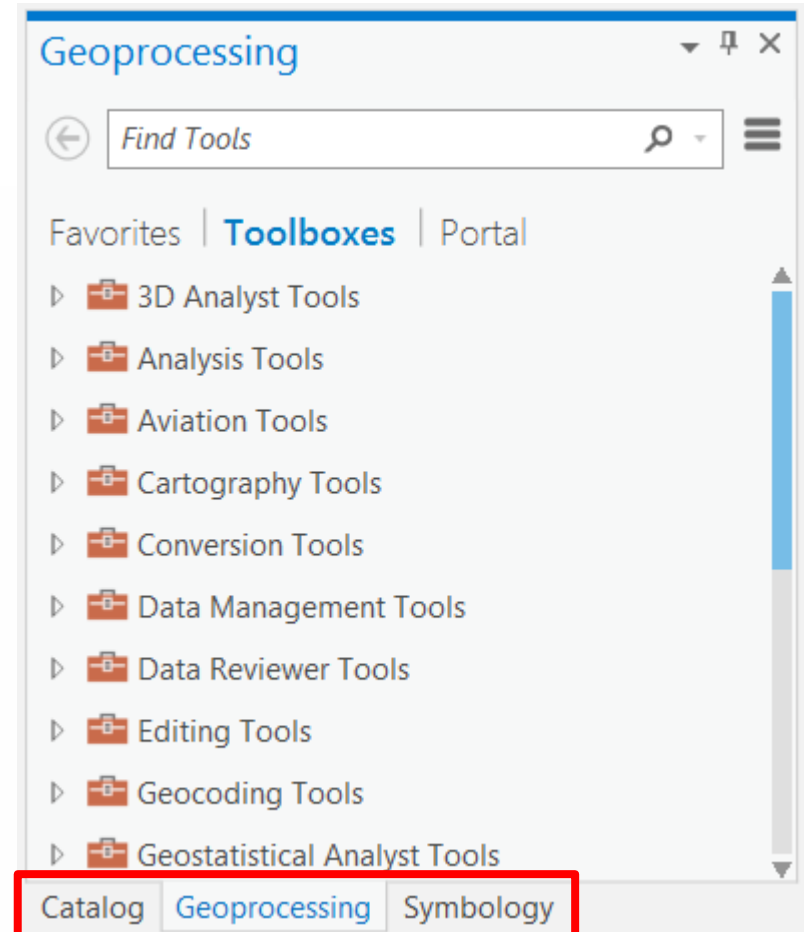 Geoprocessing
Find Tools
Favorites Toolboxes Portal
3D Analyst Tools
Analysis Tools
Aviation Tools
Cartography Tools
Conversion Tools
Data Management Tools
Data Reviewer Tools
Editing Tools
Geocoding Tools
Geostatistical Analyst Tools
Catalog Geoprocessing Symbology